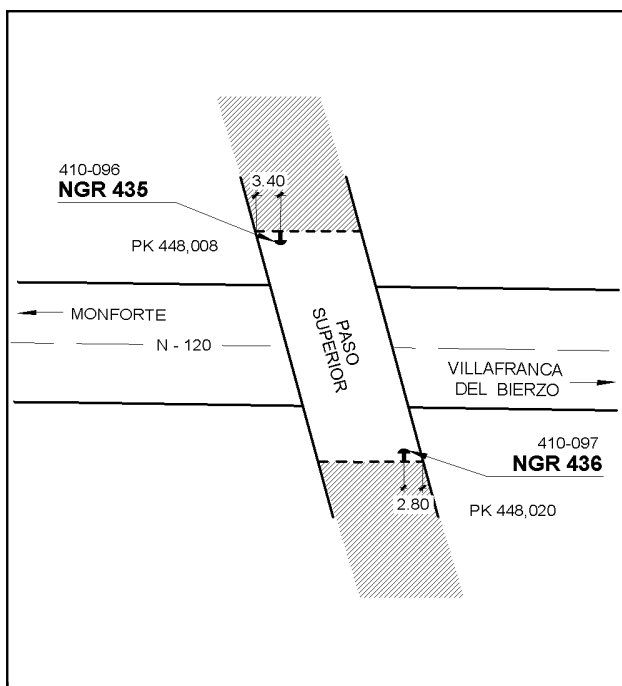 410-096
NGR 435
3.40
PK 448,008
MONFORTE
N - 120
PASO
SUPERIOR
VILLAFRANCA
DEL BIERZO
410-097
NGR 436
2.80
PK 448,020